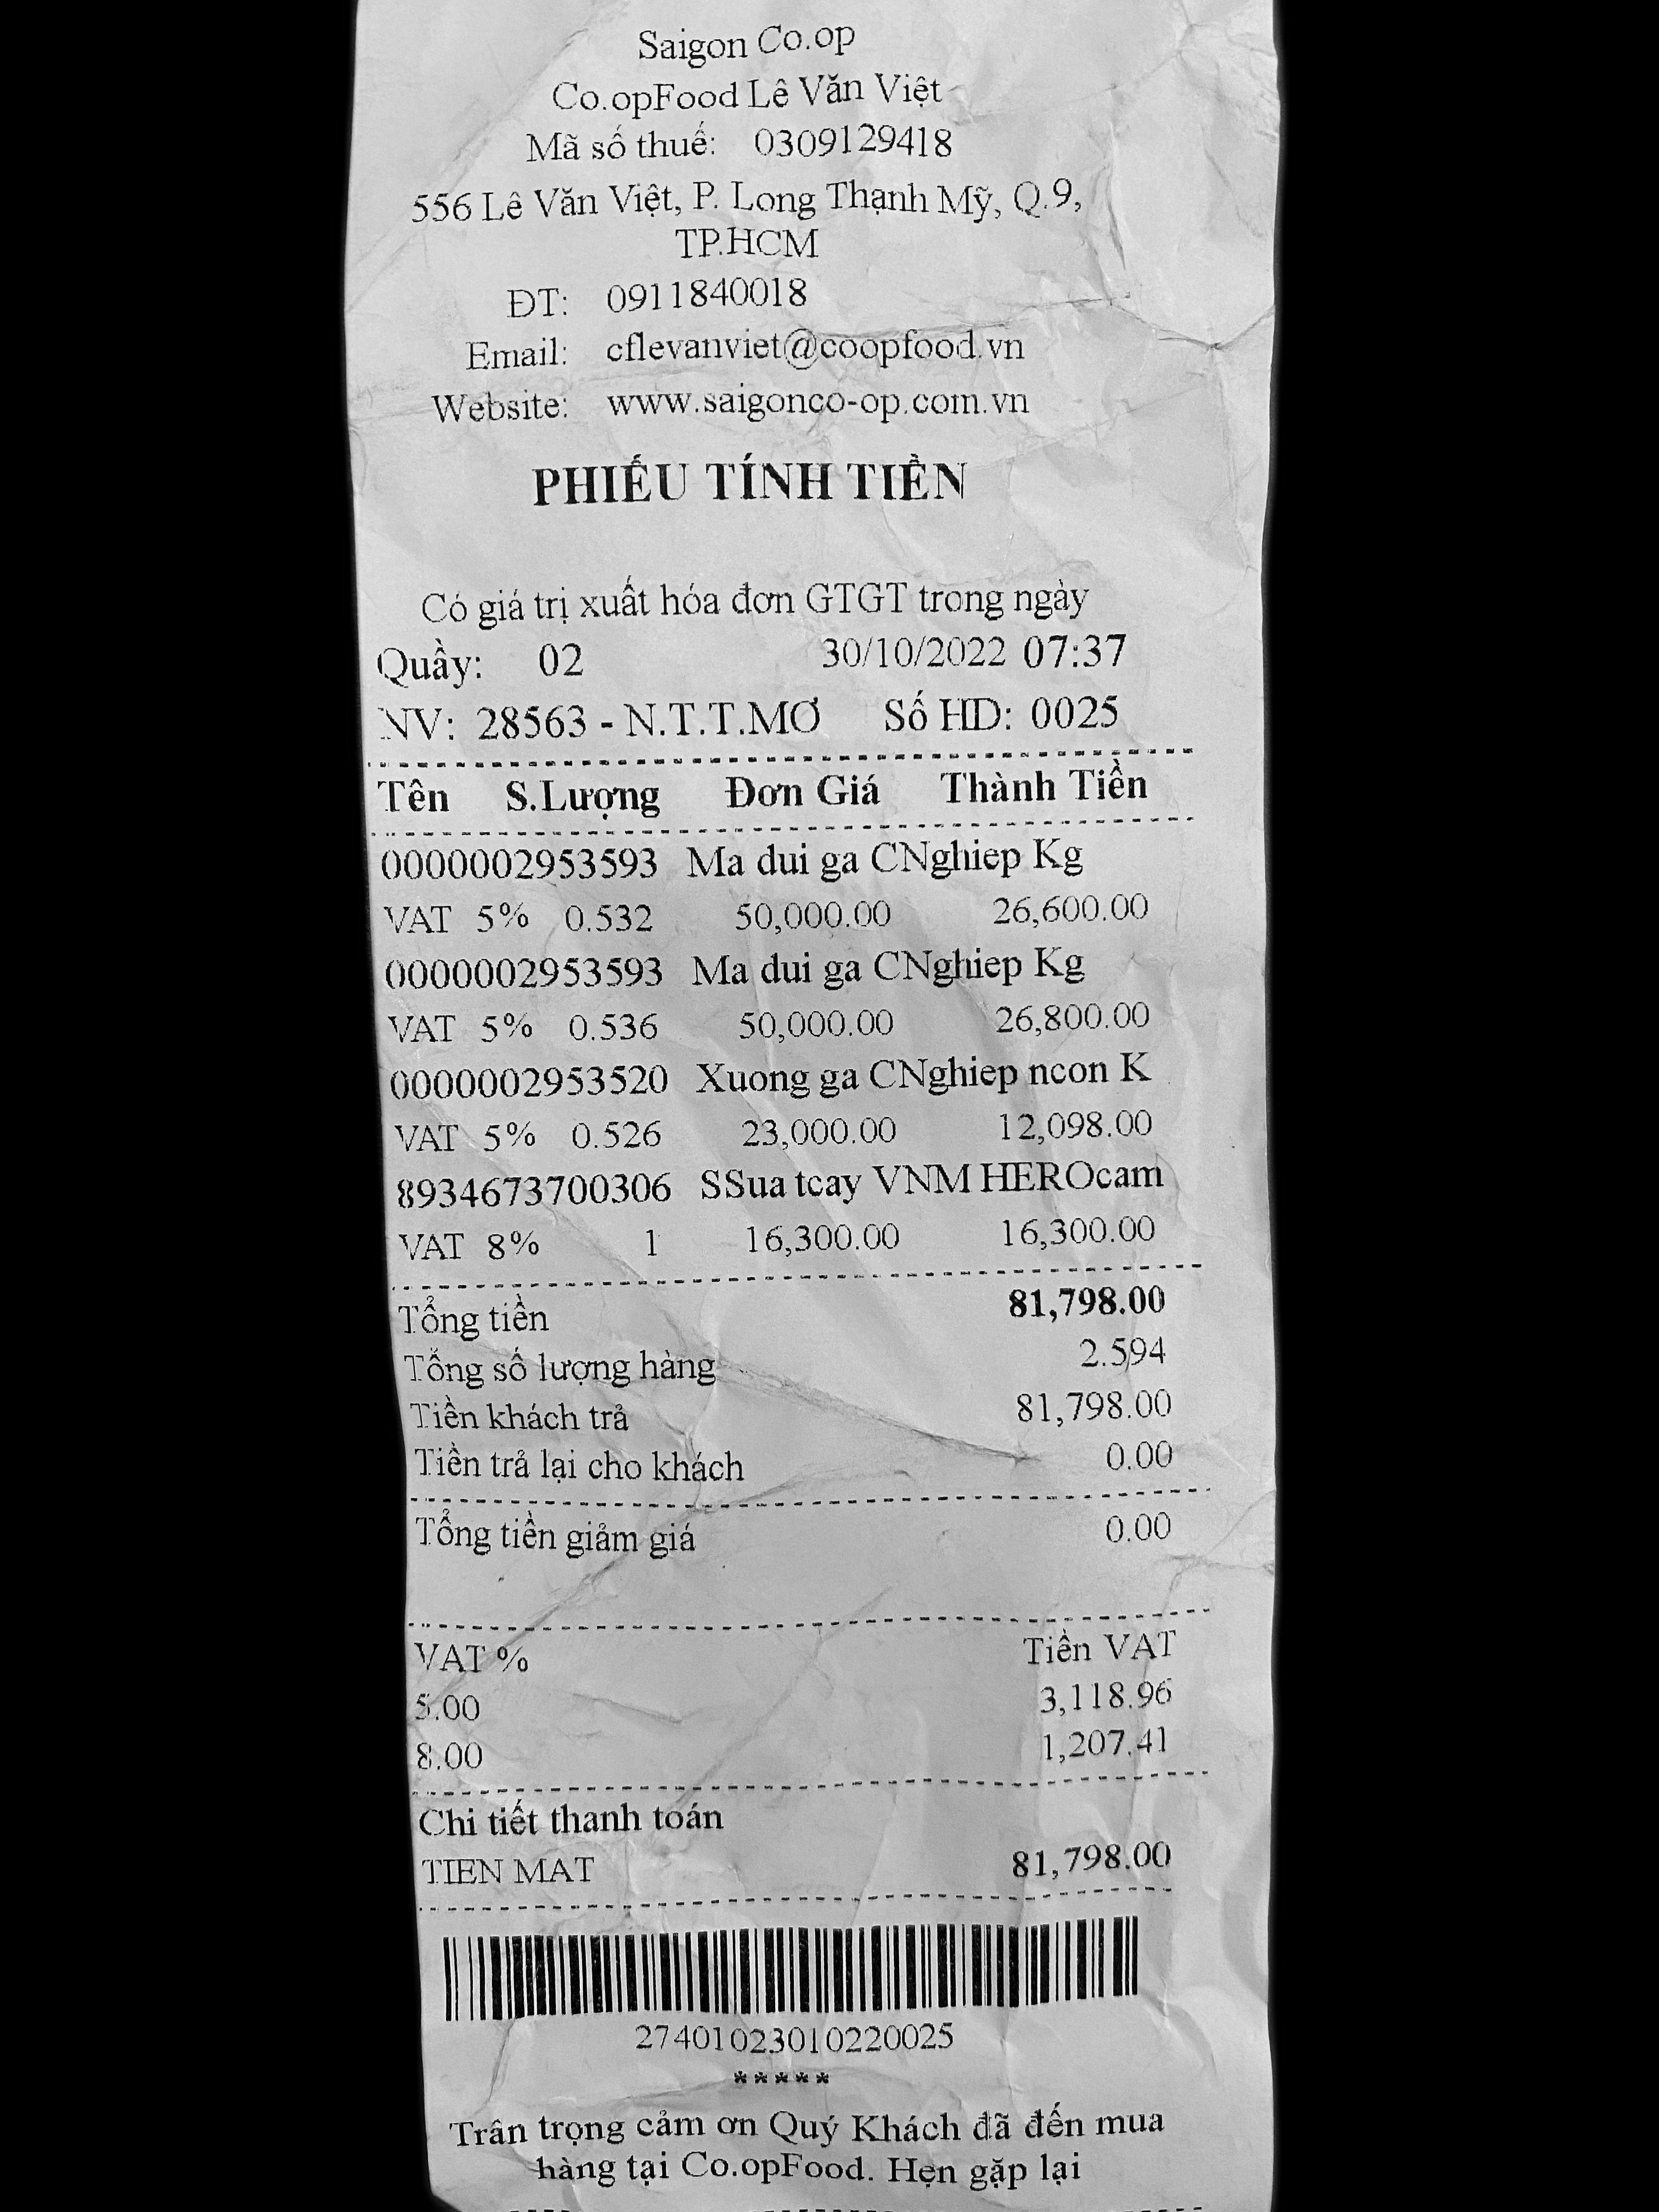 Saigon Co.op
Co.opFood Lê Văn Việt
Mã số thuế: 0309129418
556 Lê Văn Việt, P. Long Thạnh Mỹ, Q.9,
TP.HCM
ĐT: 0911840018
Email: cflevanviet@coopfood.vn
Website: www.saigonco-op.com.vn
PHIẾU TÍNH TIỀN
Có giá trị xuất hóa đơn GTGT trong ngày
Quầy: 02 30/10/2022 07:37
NV: 28563 - N.T.T.MƠ Số HD: 0025
Tên S.Lượng Đơn Giá Thành Tiền
0000002953593 Ma dui ga CNghiep Kg
VAT 5% 0.532 50,000.00 26,600.00
0000002953593 Ma dui ga CNghiep Kg
VAT 5% 0.536 50,000.00 26,800.00
0000002953520 Xuong ga CNghiep ncon K
VAT 5% 0.526 23,000.00 12,098.00
8934673700306 SSua tcay VNM HEROcam
VAT 8% 1 16,300.00 16,300.00
Tổng tiền 81,798.00
Tổng số lượng hàng 2.594
Tiền khách trả 81,798.00
Tiền trả lại cho khách 0.00
Tổng tiền giảm giá 0.00
VAT % Tiền VAT
5.00 3,118.96
8.00 1,207.41
Chi tiết thanh toán
TIEN MAT 81,798.00
27401023010220025
*****
Trân trọng cảm ơn Quý Khách đã đến mua
hàng tại Co.opFood. Hẹn gặp lại